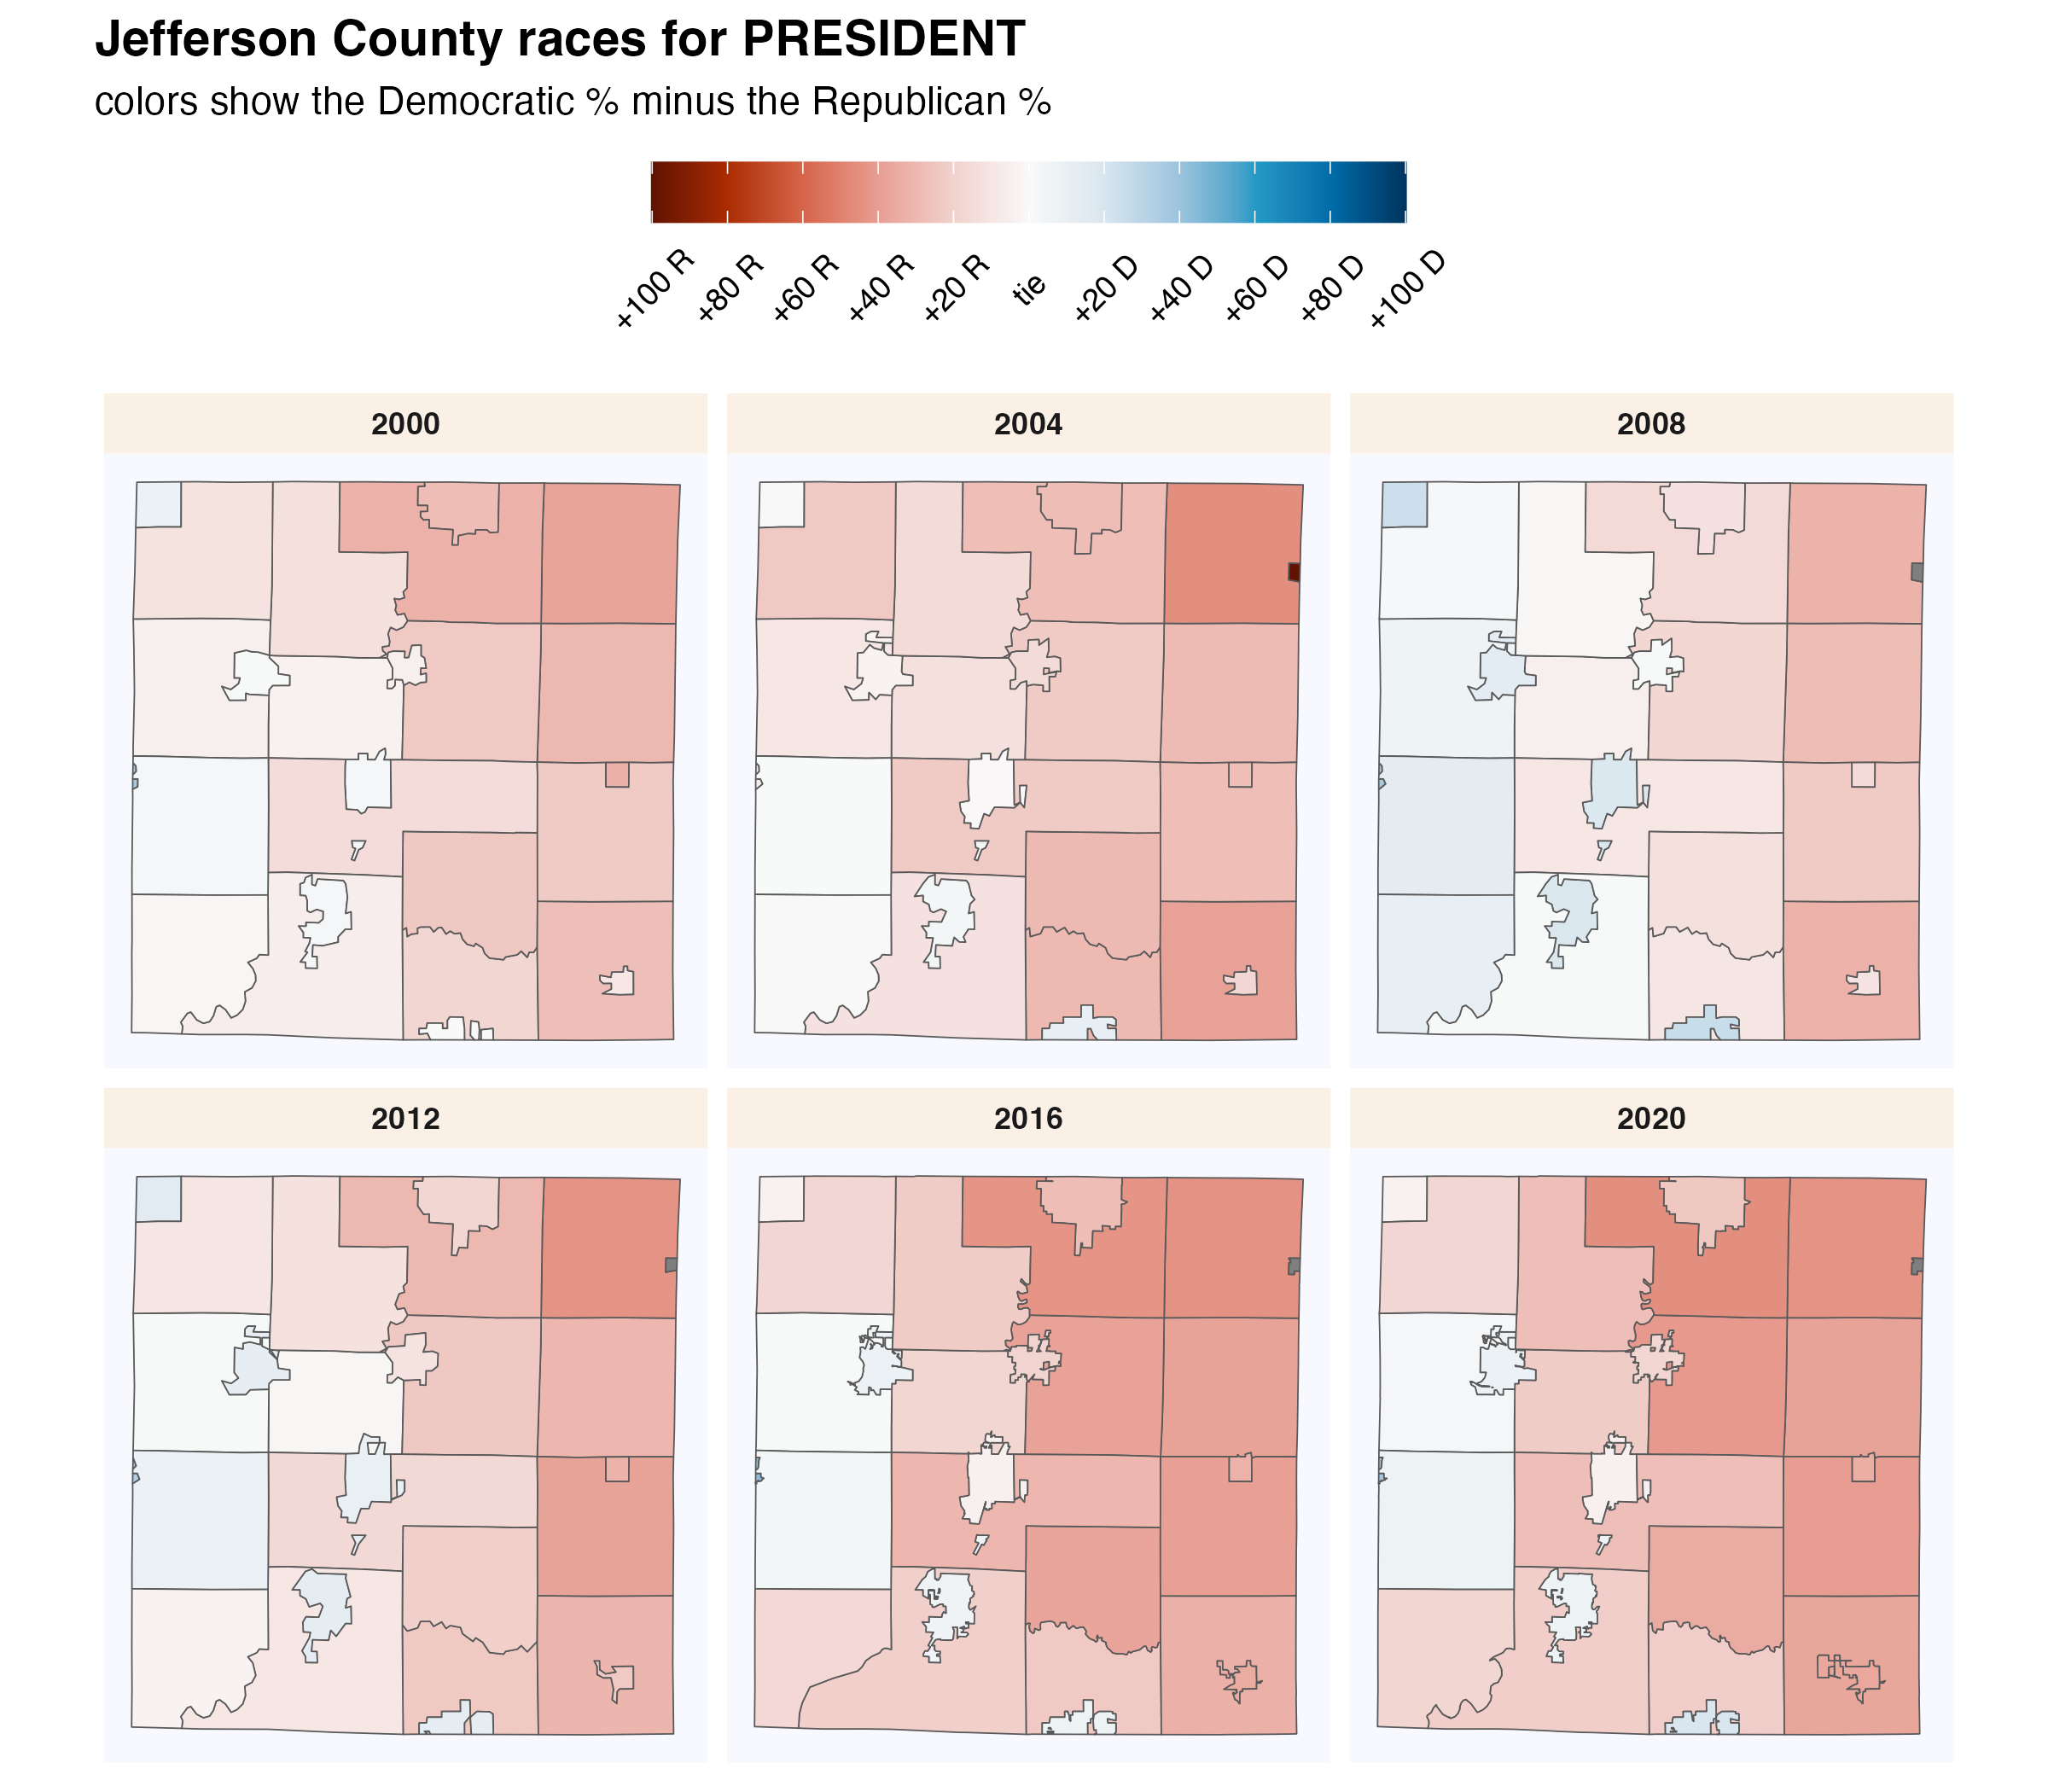 Jefferson County races for PRESIDENT
colors show the Democratic % minus the Republican %
+100 R
+80 R
+60 R
+40 R
+20 R
tie
+20 D
+40 D
+60 D
+80 D
+100 D
2000
2004
2008
2012
2016
2020